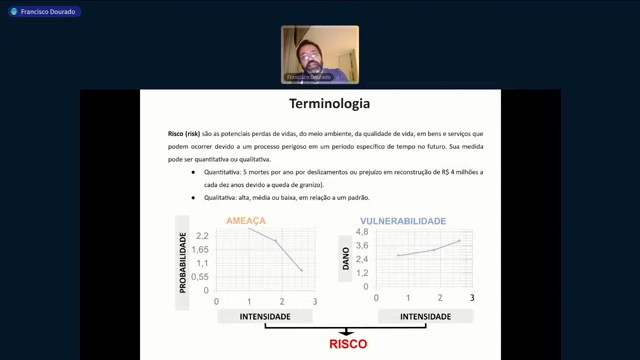 Francisco Dourado
Francisco Dourado
Terminologia
Risco (risk) são as potenciais perdas de vidas, do meio ambiente, da qualidade de vida, em bens e serviços que
podem ocorrer devido a um processo perigoso em um período específico de tempo no futuro. Sua medida
pode ser quantitativa ou qualitativa.
● Quantitativa: 5 mortes por ano por deslizamentos ou prejuízo em reconstrução de R$ 4 milhões a
cada dez anos devido a queda de granizo).
● Qualitativa: alta, média ou baixa, em relação a um padrão.
AMEAÇA
PROBABILIDADE
2,2
1,65
1,1
0,55
0
0 1 2 3
INTENSIDADE
VULNERABILIDADE
DANO
4,8
3,6
2,4
1,2
0
0 1 2 3
INTENSIDADE
RISCO